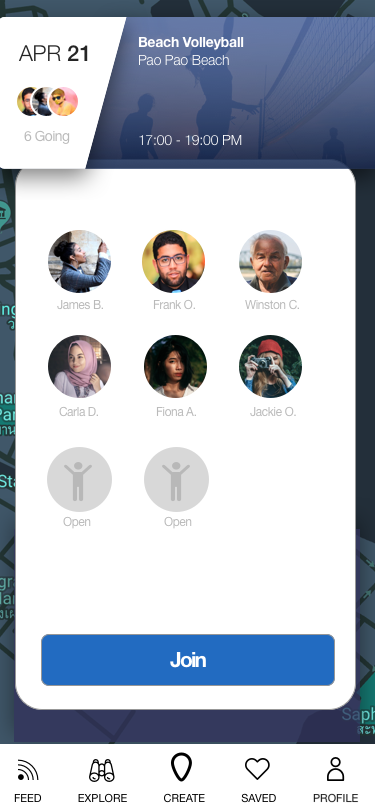 APR 21
6 Going
Beach Volleyball
Pao Pao Beach
17:00 - 19:00 PM
James B.
Frank O.
Winston C.
Carla D.
Fiona A.
Jackie O.
Open
Open
Join
FEED
EXPLORE
CREATE
SAVED
PROFILE